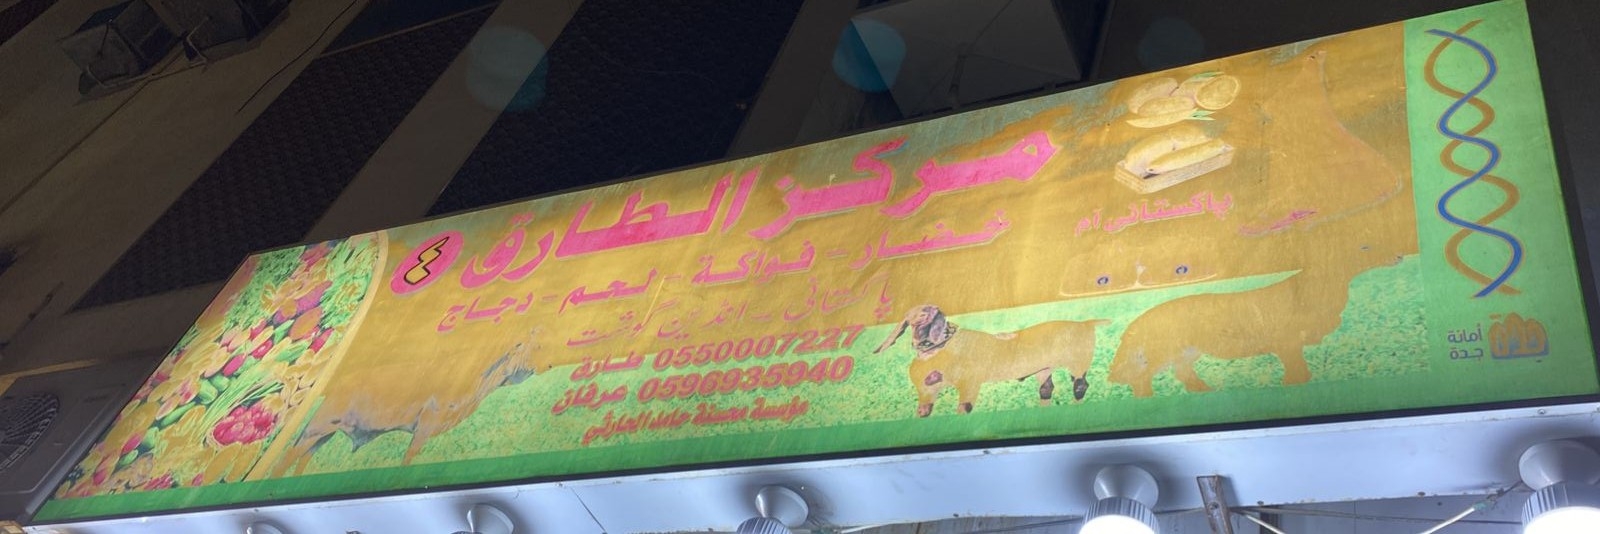 مركز الطارق ٤
خضار - فواكة - لحم - دجاج
پاکستانی - انڈین گوشت
0550007227 طارق
0596935940 عرفان
مؤسسة محسنة حامد الحارثي
باكستاني آم
أمانة
جدة